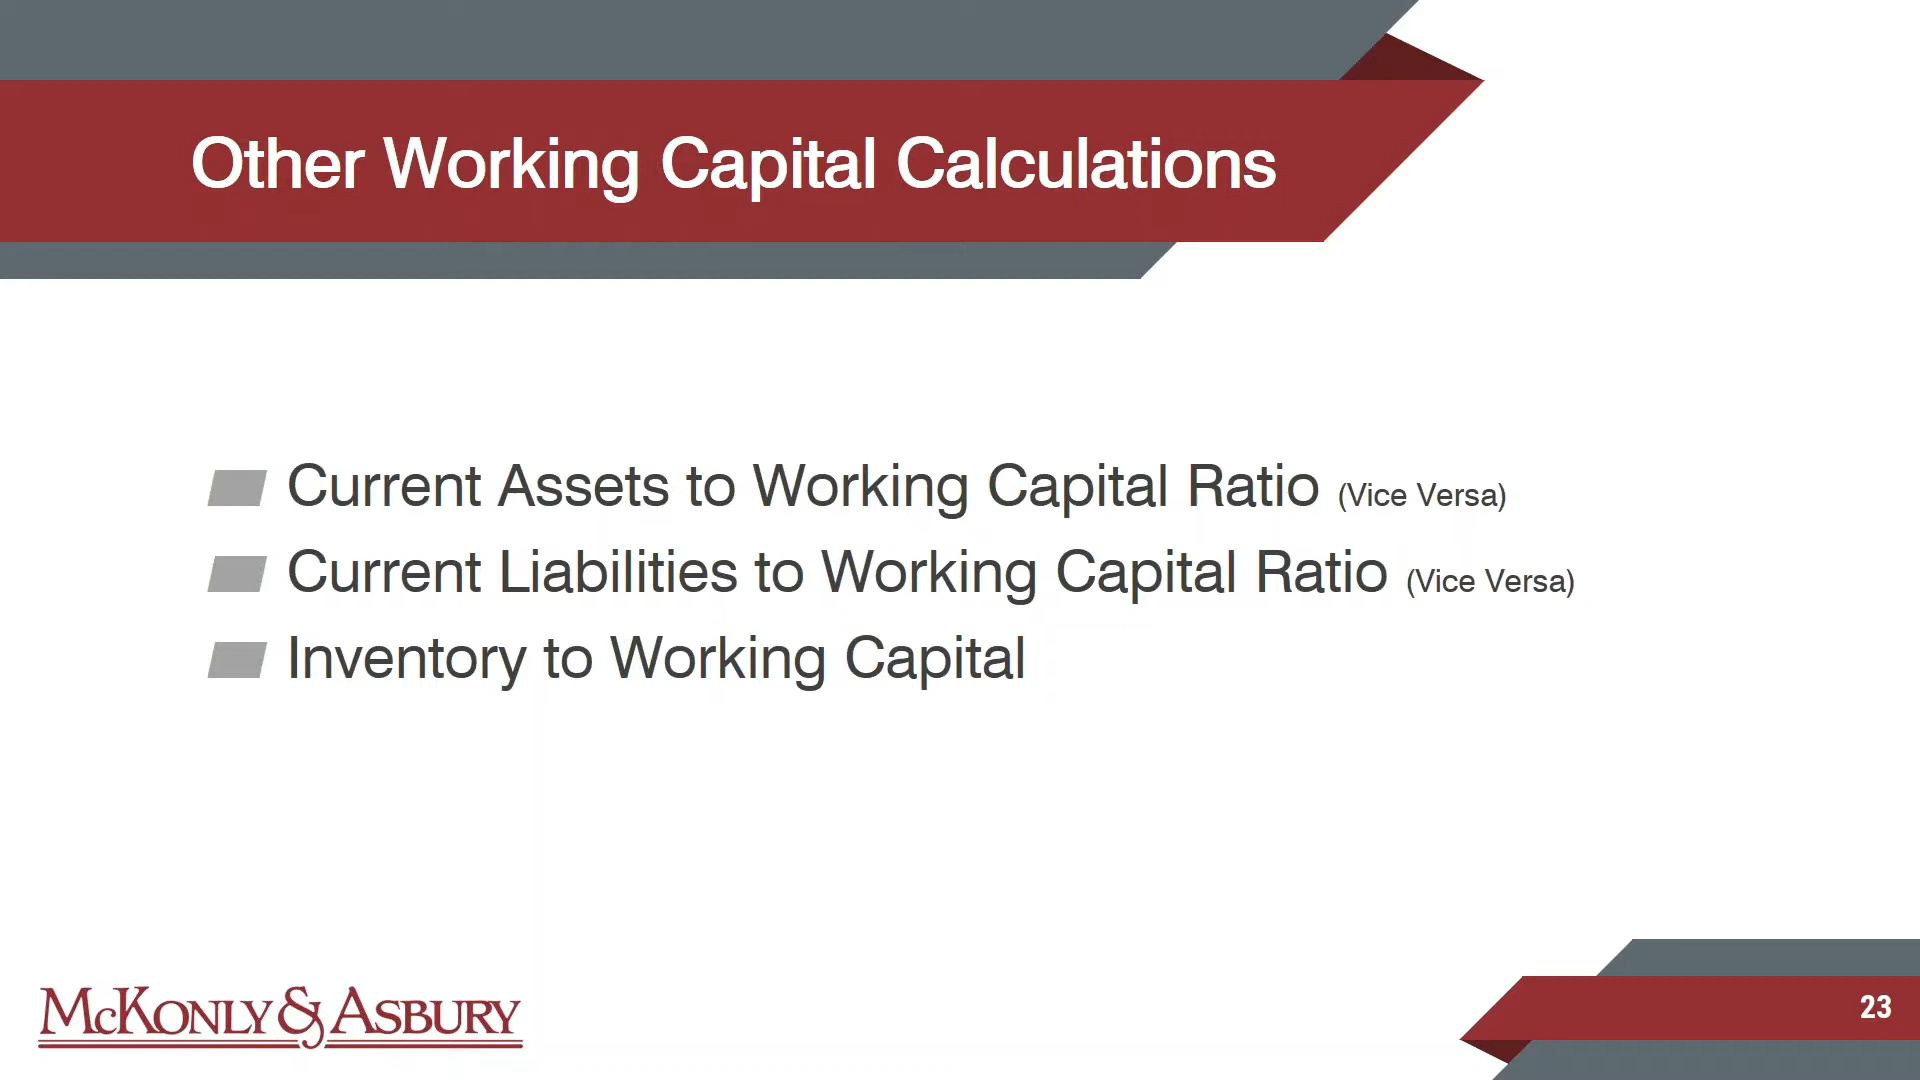 Other Working Capital Calculations
Current Assets to Working Capital Ratio (Vice Versa)
Current Liabilities to Working Capital Ratio (Vice Versa)
Inventory to Working Capital
McKonly & Asbury
23